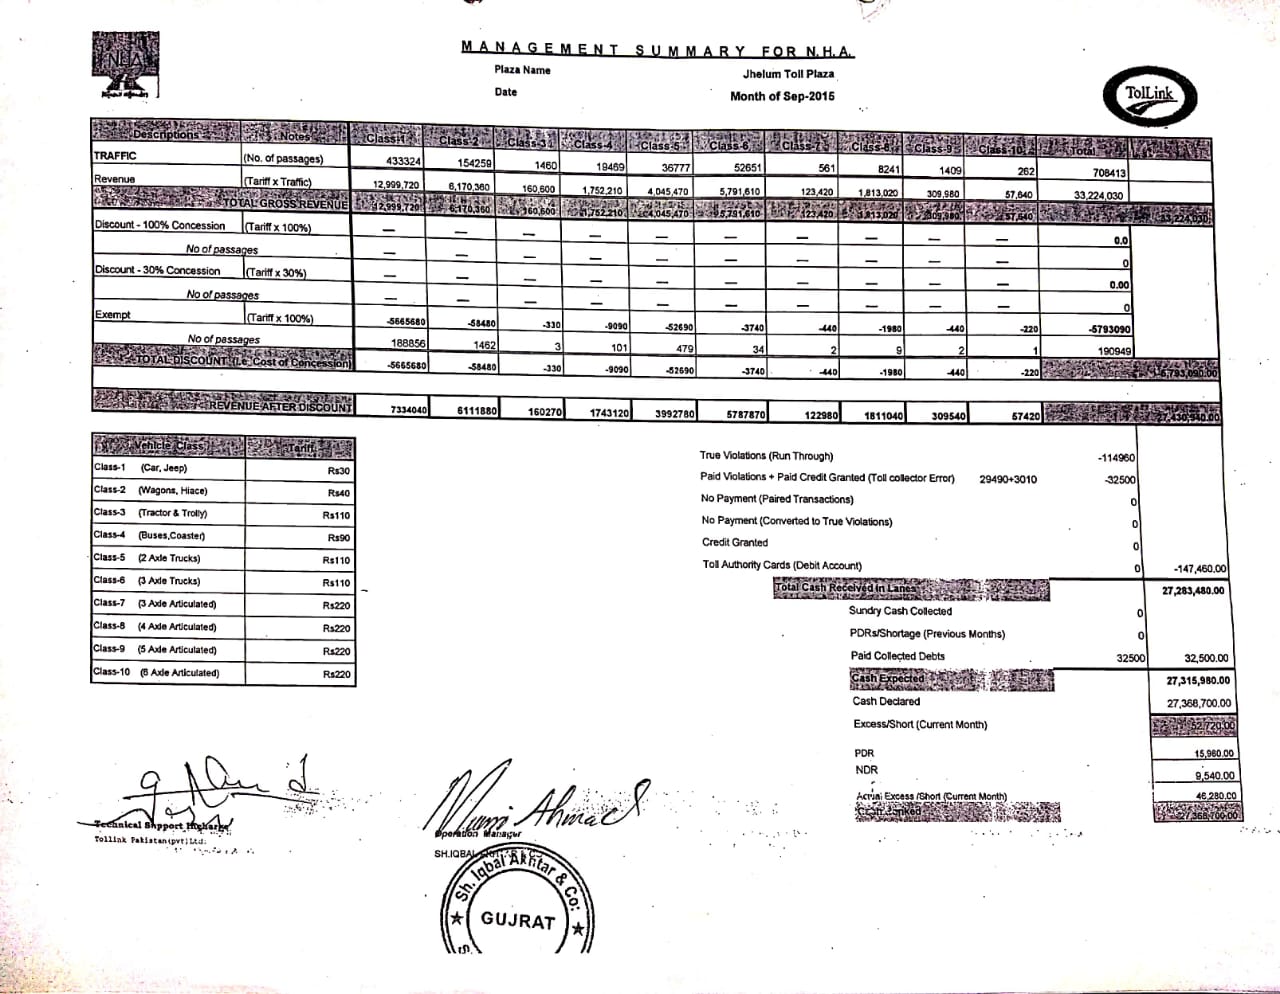 MANAGEMENT SUMMARY FOR N.H.A.
NHA
Plaza Name Jhelum Toll Plaza
Date Month of Sep-2015
TolLink
Descriptions Notes Class-1 Class-2 Class-3 Class-4 Class-5 Class-6 Class-7 Class-8 Class-9 Class-10 Total
TRAFFIC (No. of passages) 433324 154259 1460 19469 36777 52651 561 8241 1409 262 708413
Revenue (Tariff x Traffic) 12,999,720 6,170,360 160,600 1,752,210 4,045,470 5,791,610 123,420 1,813,020 309,980 57,640 33,224,030
TOTAL GROSS REVENUE 12,999,720 6,170,360 160,600 1,752,210 4,045,470 5,791,610 123,420 1,813,020 309,980 57,640 33,224,030
Discount - 100% Concession (Tariff x 100%) — — — — — — — — — — 0.0
No of passages — — — — — — — — — — 0
Discount - 30% Concession (Tariff x 30%) — — — — — — — — — — 0.00
No of passages — — — — — — — — — — 0
Exempt (Tariff x 100%) -5665680 -58480 -330 -9090 -52690 -3740 -440 -1980 -440 -220 -5793090
No of passages 188856 1462 3 101 479 34 2 9 2 1 190949
TOTAL DISCOUNT (i.e. Cost of Concession) -5665680 -58480 -330 -9090 -52690 -3740 -440 -1980 -440 -220 -5,793,090.00
REVENUE AFTER DISCOUNT 7334040 6111880 160270 1743120 3992780 5787870 122980 1811040 309540 57420 27,430,940.00
Vehicle Class Tariff
Class-1 (Car, Jeep) Rs30
Class-2 (Wagons, Hiace) Rs40
Class-3 (Tractor & Trolly) Rs110
Class-4 (Buses,Coaster) Rs90
Class-5 (2 Axle Trucks) Rs110
Class-6 (3 Axle Trucks) Rs110
Class-7 (3 Axle Articulated) Rs220
Class-8 (4 Axle Articulated) Rs220
Class-9 (5 Axle Articulated) Rs220
Class-10 (6 Axle Articulated) Rs220
True Violations (Run Through) -114960
Paid Violations + Paid Credit Granted (Toll collector Error) 29490+3010 -32500
No Payment (Paired Transactions) 0
No Payment (Converted to True Violations) 0
Credit Granted 0
Toll Authority Cards (Debit Account) 0 -147,460.00
Total Cash Received in Lanes 27,283,480.00
Sundry Cash Collected 0
PDRs/Shortage (Previous Months) 0
Paid Collected Debts 32500 32,500.00
Cash Expected 27,315,980.00
Cash Declared 27,368,700.00
Excess/Short (Current Month) 52,720.00
PDR 15,980.00
NDR 9,540.00
Actual Excess /Short (Current Month) 46,280.00
27,368,700.00
Technical Support Incharge
Tollink Pakistan(pvt)Ltd.
Ahmad
Operation Manager
SH.IQBAL
Sh. Iqbal Akhtar & Co:
GUJRAT